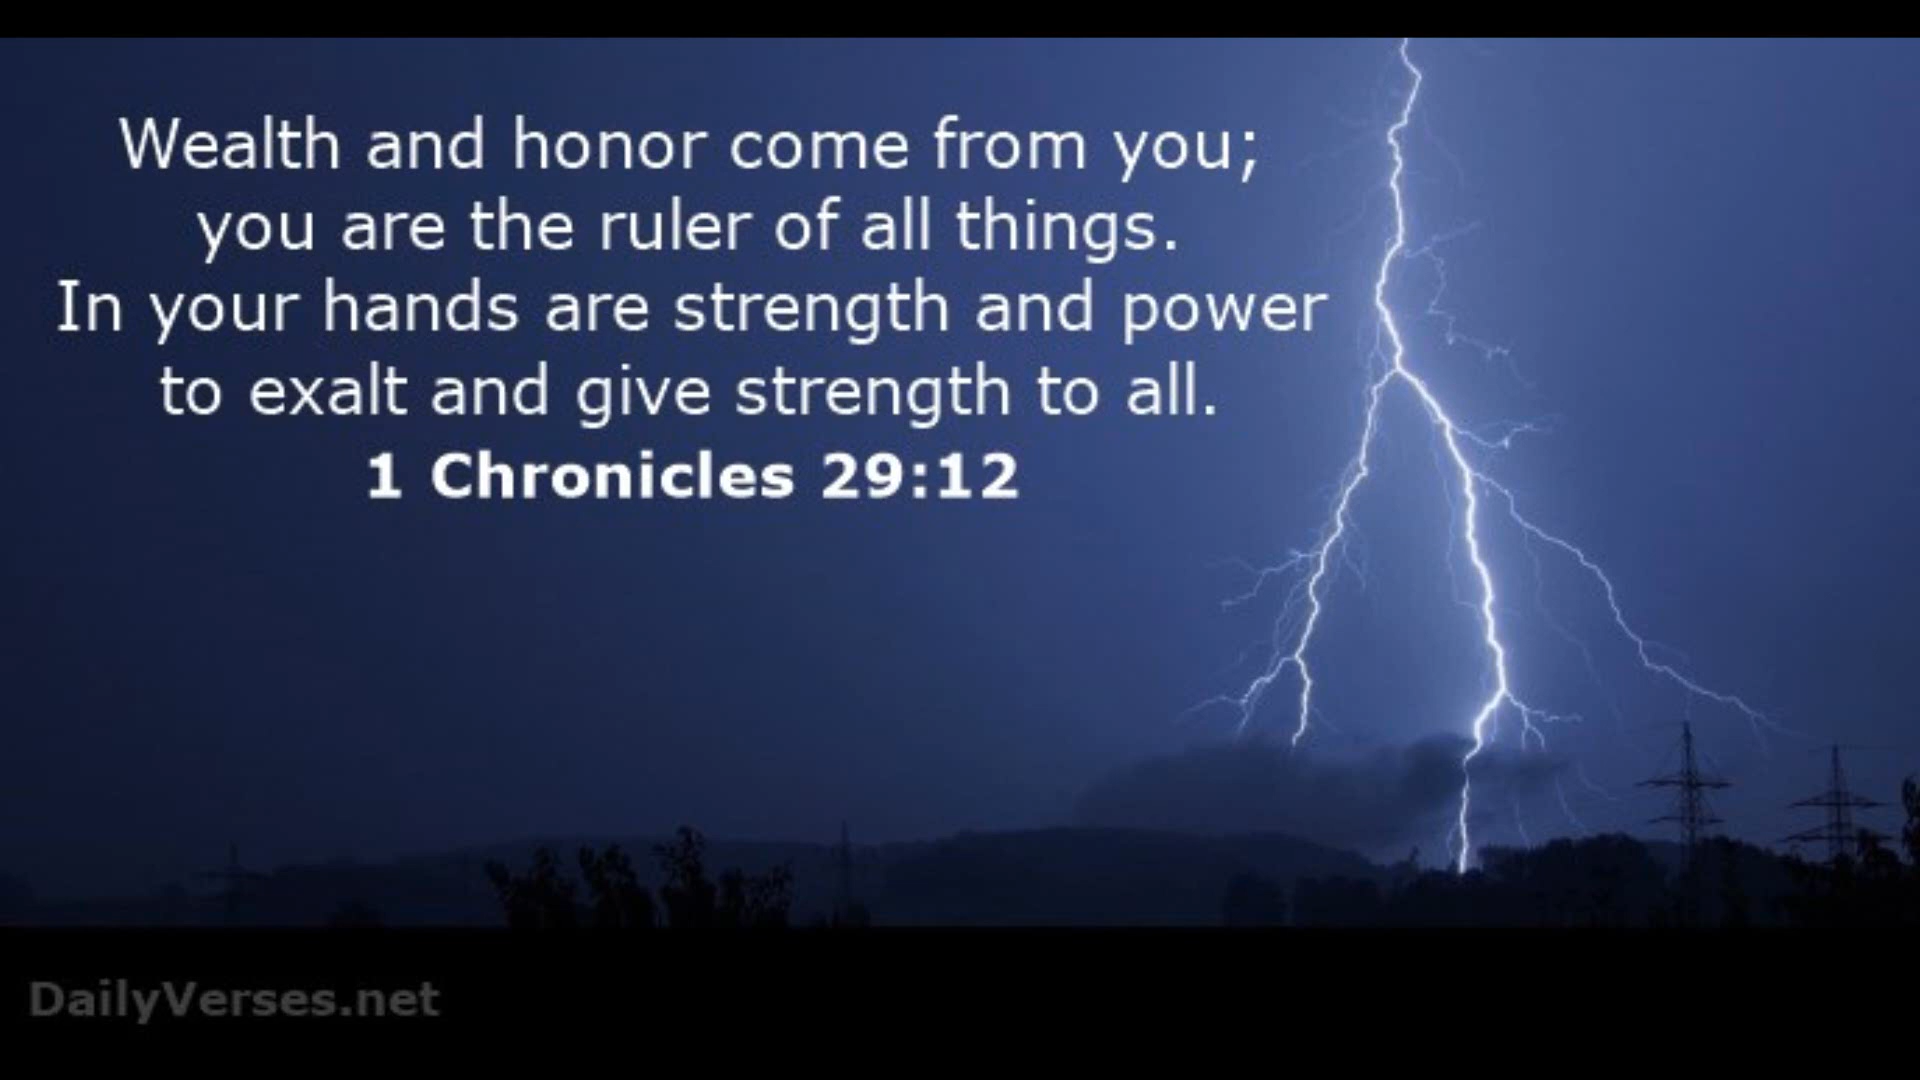 Wealth and honor come from you;
you are the ruler of all things.
In your hands are strength and power
to exalt and give strength to all.
1 Chronicles 29:12
DailyVerses.net